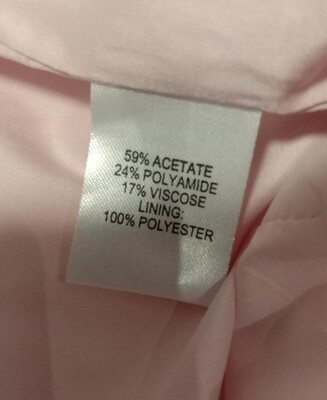 59% ACETATE
24% POLYAMIDE
17% VISCOSE
LINING:
100% POLYESTER